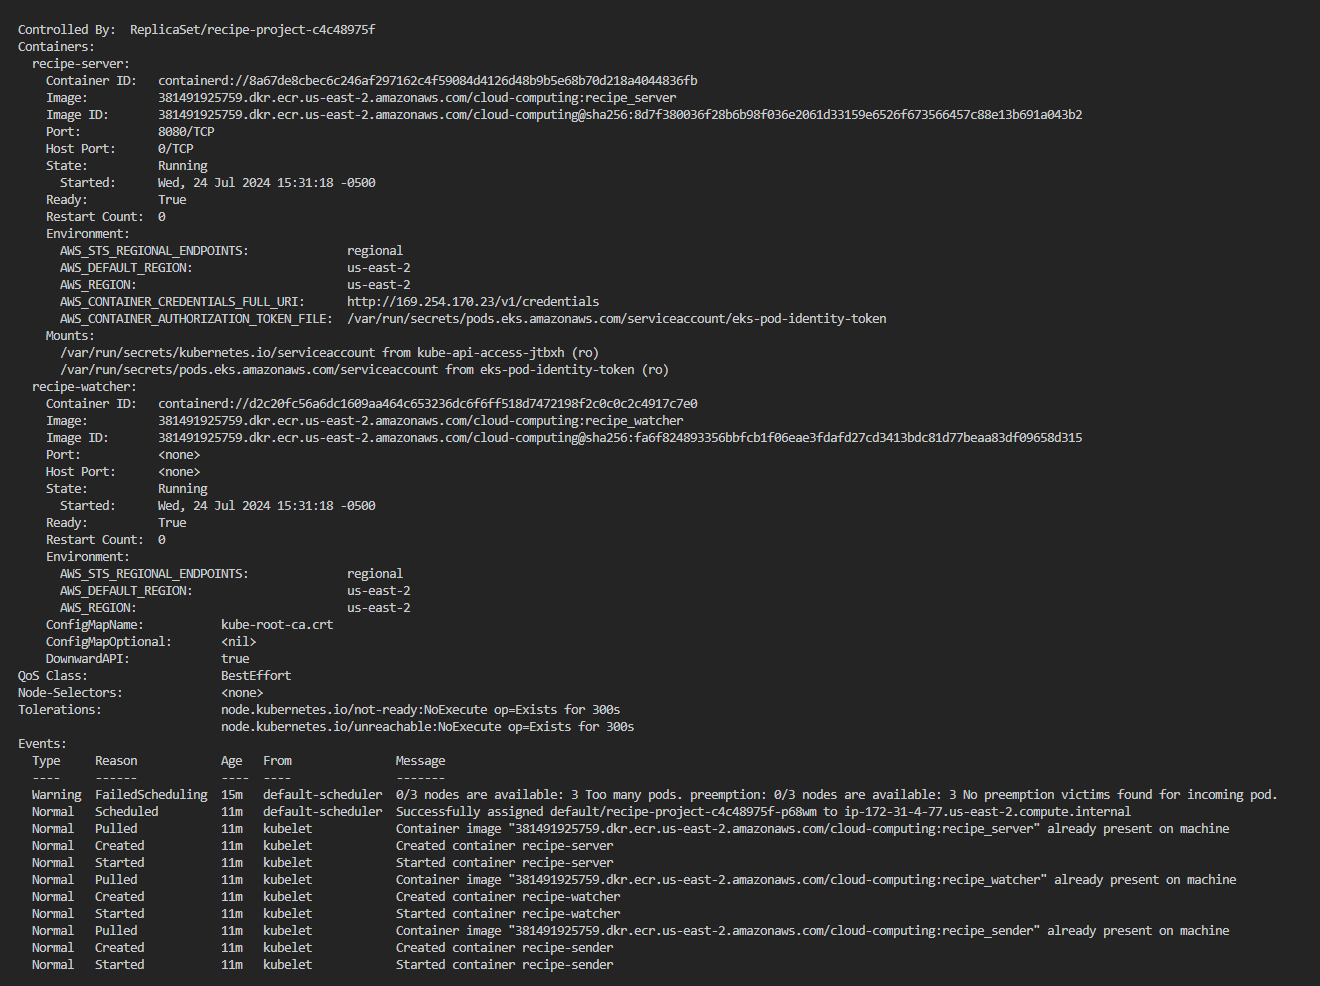 Controlled By:  ReplicaSet/recipe-project-c4c48975f
Containers:
  recipe-server:
    Container ID:   containerd://8a67de8cbec6c246af297162c4f59084d4126d48b9b5e68b70d218a4044836fb
    Image:          381491925759.dkr.ecr.us-east-2.amazonaws.com/cloud-computing:recipe_server
    Image ID:       381491925759.dkr.ecr.us-east-2.amazonaws.com/cloud-computing@sha256:8d7f380036f28b6b98f036e2061d33159e6526f673566457c88e13b691a043b2
    Port:           8080/TCP
    Host Port:      0/TCP
    State:          Running
      Started:      Wed, 24 Jul 2024 15:31:18 -0500
    Ready:          True
    Restart Count:  0
    Environment:
      AWS_STS_REGIONAL_ENDPOINTS:              regional
      AWS_DEFAULT_REGION:                      us-east-2
      AWS_REGION:                              us-east-2
      AWS_CONTAINER_CREDENTIALS_FULL_URI:      http://169.254.170.23/v1/credentials
      AWS_CONTAINER_AUTHORIZATION_TOKEN_FILE:  /var/run/secrets/pods.eks.amazonaws.com/serviceaccount/eks-pod-identity-token
    Mounts:
      /var/run/secrets/kubernetes.io/serviceaccount from kube-api-access-jtbxh (ro)
      /var/run/secrets/pods.eks.amazonaws.com/serviceaccount from eks-pod-identity-token (ro)
  recipe-watcher:
    Container ID:   containerd://d2c20fc56a6dc1609aa464c653236dc6f6ff518d7472198f2c0c0c2c4917c7e0
    Image:          381491925759.dkr.ecr.us-east-2.amazonaws.com/cloud-computing:recipe_watcher
    Image ID:       381491925759.dkr.ecr.us-east-2.amazonaws.com/cloud-computing@sha256:fa6f824893356bbfcb1f06eae3fdafd27cd3413bdc81d77beaa83df09658d315
    Port:           <none>
    Host Port:      <none>
    State:          Running
      Started:      Wed, 24 Jul 2024 15:31:18 -0500
    Ready:          True
    Restart Count:  0
    Environment:
      AWS_STS_REGIONAL_ENDPOINTS:              regional
      AWS_DEFAULT_REGION:                      us-east-2
      AWS_REGION:                              us-east-2
    ConfigMapName:           kube-root-ca.crt
    ConfigMapOptional:       <nil>
    DownwardAPI:             true
QoS Class:                   BestEffort
Node-Selectors:              <none>
Tolerations:                 node.kubernetes.io/not-ready:NoExecute op=Exists for 300s
                             node.kubernetes.io/unreachable:NoExecute op=Exists for 300s
Events:
  Type     Reason            Age   From               Message
  ----     ------            ----  ----               -------
  Warning  FailedScheduling  15m   default-scheduler  0/3 nodes are available: 3 Too many pods. preemption: 0/3 nodes are available: 3 No preemption victims found for incoming pod.
  Normal   Scheduled         11m   default-scheduler  Successfully assigned default/recipe-project-c4c48975f-p68wm to ip-172-31-4-77.us-east-2.compute.internal
  Normal   Pulled            11m   kubelet            Container image "381491925759.dkr.ecr.us-east-2.amazonaws.com/cloud-computing:recipe_server" already present on machine
  Normal   Created           11m   kubelet            Created container recipe-server
  Normal   Started           11m   kubelet            Started container recipe-server
  Normal   Pulled            11m   kubelet            Container image "381491925759.dkr.ecr.us-east-2.amazonaws.com/cloud-computing:recipe_watcher" already present on machine
  Normal   Created           11m   kubelet            Created container recipe-watcher
  Normal   Started           11m   kubelet            Started container recipe-watcher
  Normal   Pulled            11m   kubelet            Container image "381491925759.dkr.ecr.us-east-2.amazonaws.com/cloud-computing:recipe_sender" already present on machine
  Normal   Created           11m   kubelet            Created container recipe-sender
  Normal   Started           11m   kubelet            Started container recipe-sender